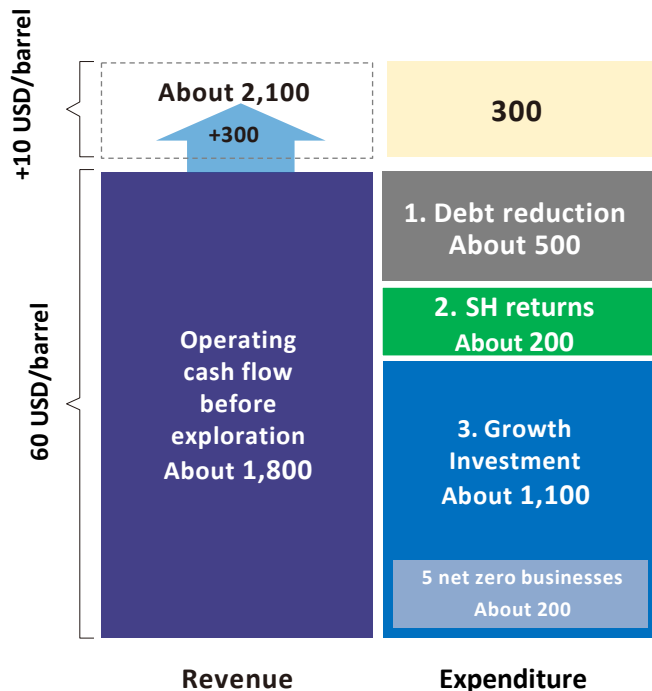 +10 USD/barrel
About 2,100
+300
300
60 USD/barrel
Operating
cash flow
before
exploration
About 1,800
1. Debt reduction
About 500
2. SH returns
About 200
3. Growth
Investment
About 1,100
5 net zero businesses
About 200
Revenue
Expenditure